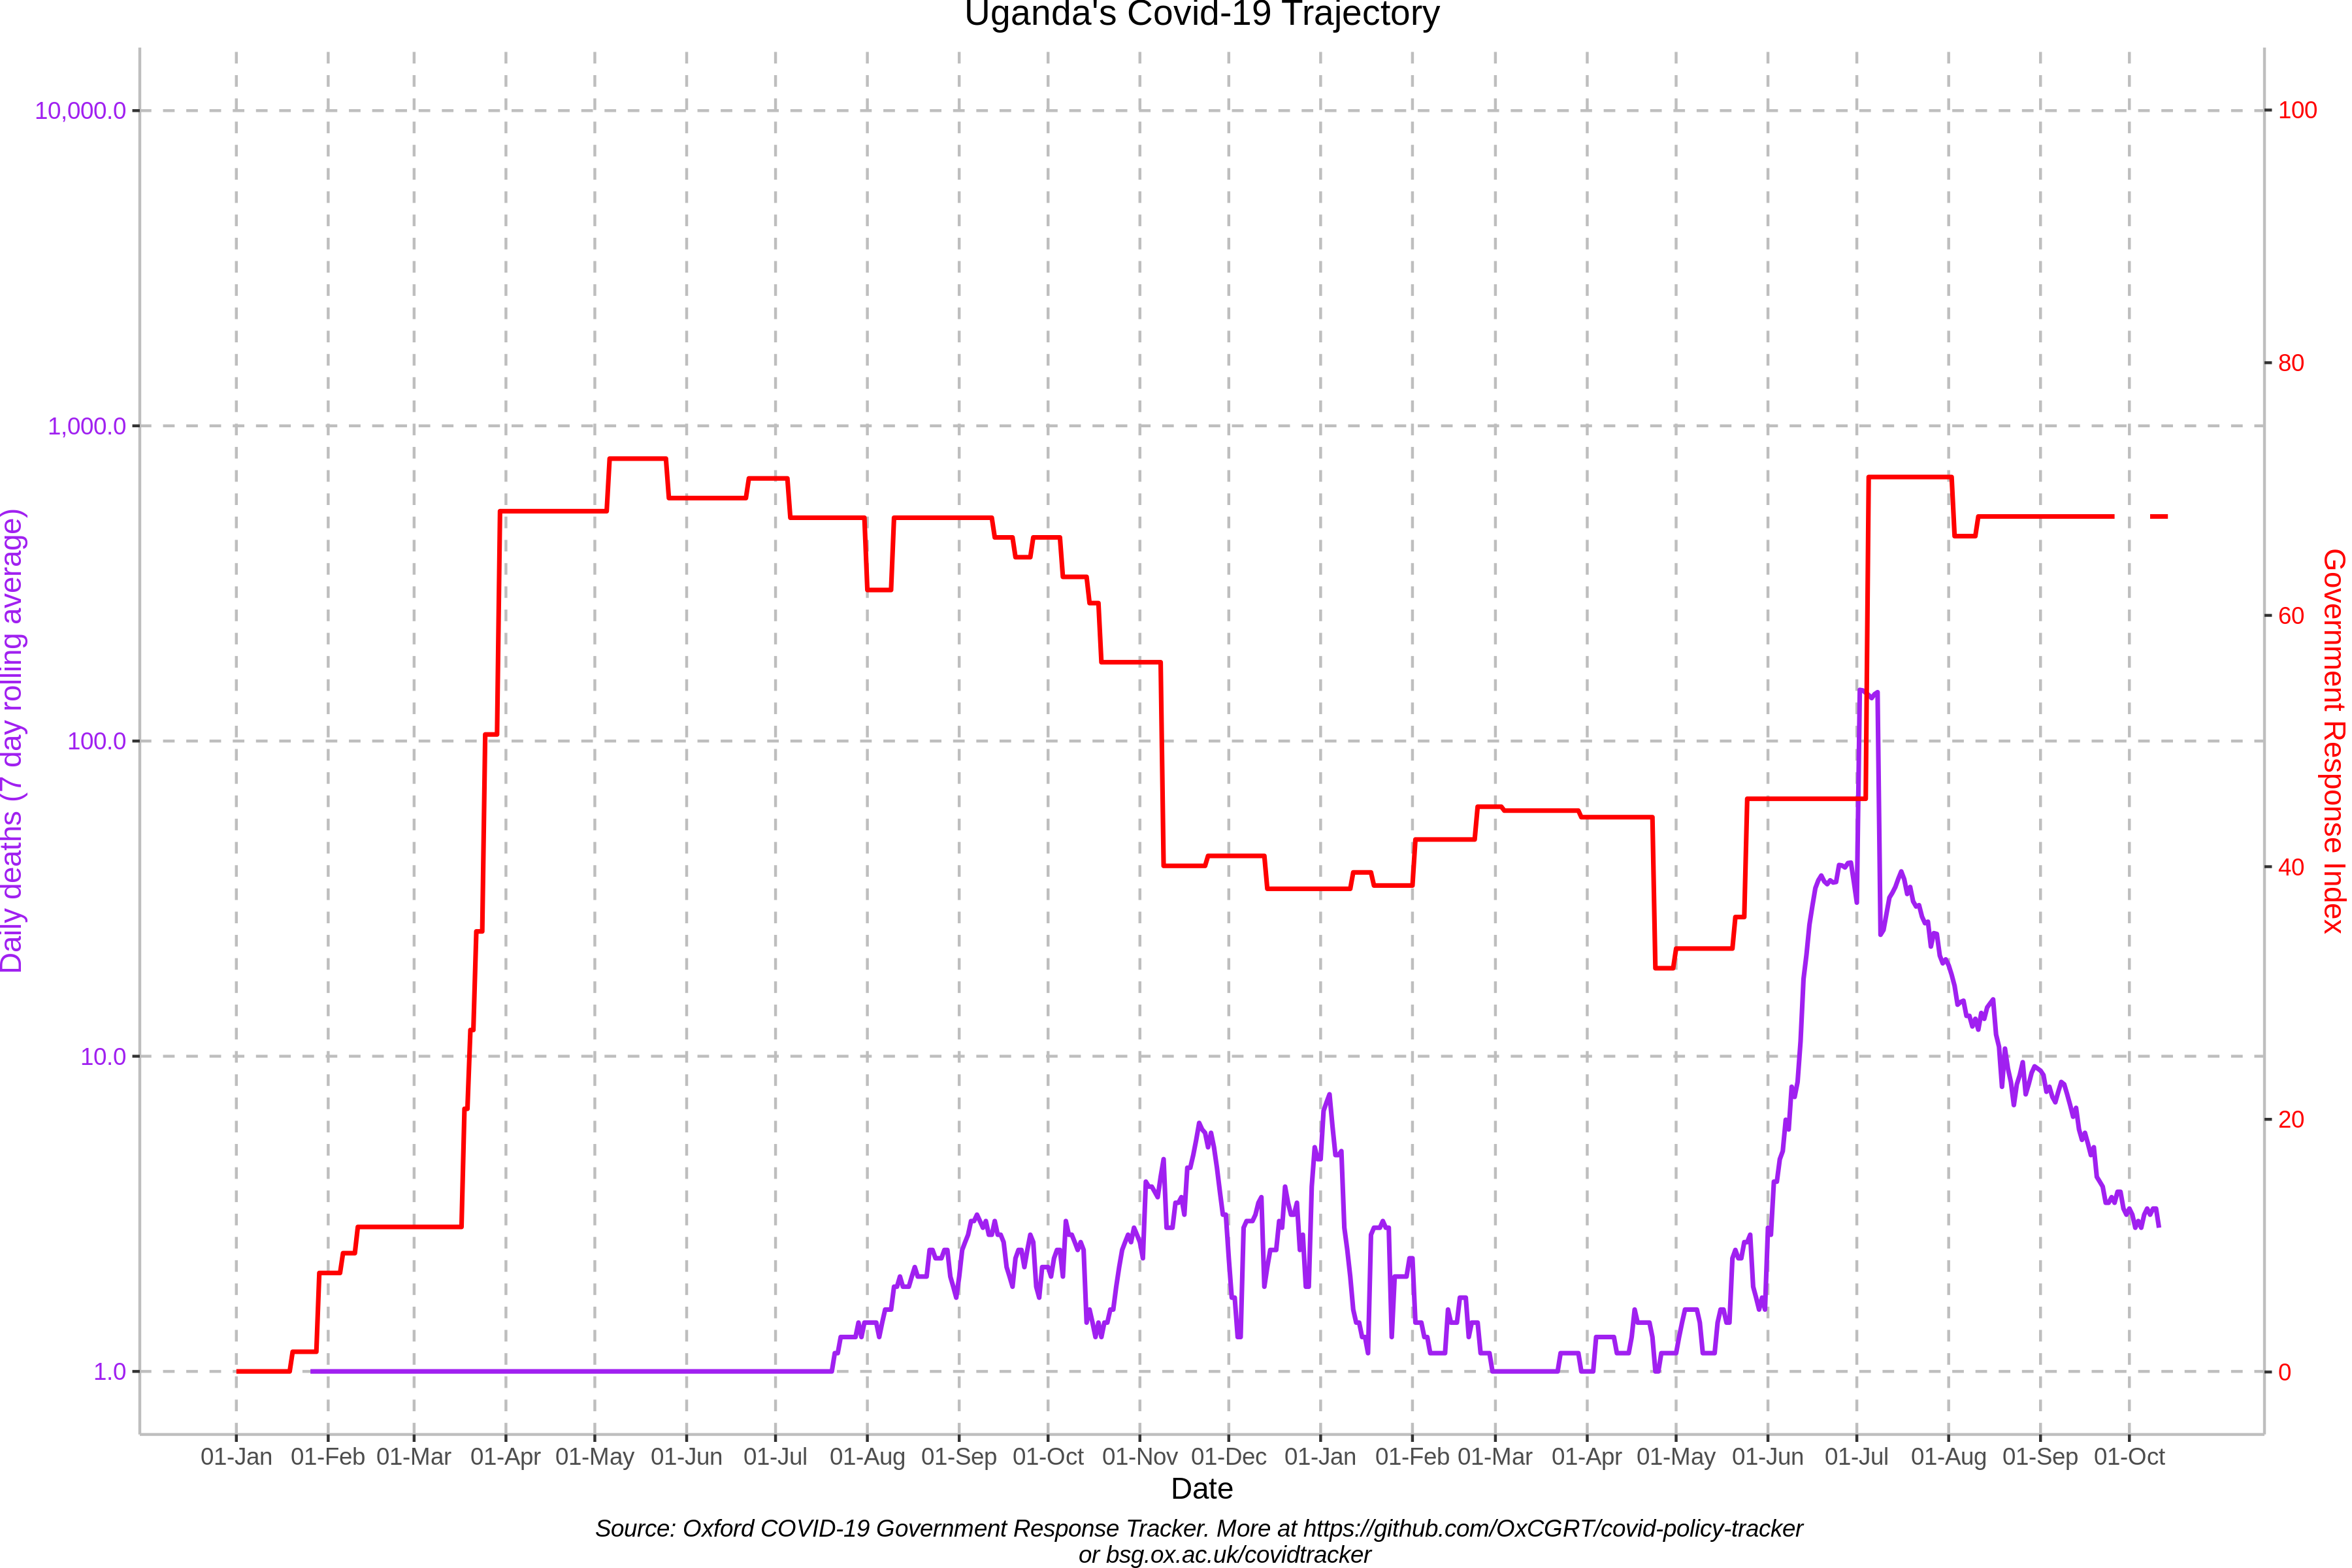 Uganda's Covid-19 Trajectory
10,000.0
1,000.0
100.0
10.0
1.0
Daily deaths (7 day rolling average)
100
80
60
40
20
0
Government Response Index
01-Jan 01-Feb 01-Mar 01-Apr 01-May 01-Jun 01-Jul 01-Aug 01-Sep 01-Oct 01-Nov 01-Dec 01-Jan 01-Feb 01-Mar 01-Apr 01-May 01-Jun 01-Jul 01-Aug 01-Sep 01-Oct
Date
Source: Oxford COVID-19 Government Response Tracker. More at https://github.com/OxCGRT/covid-policy-tracker
or bsg.ox.ac.uk/covidtracker